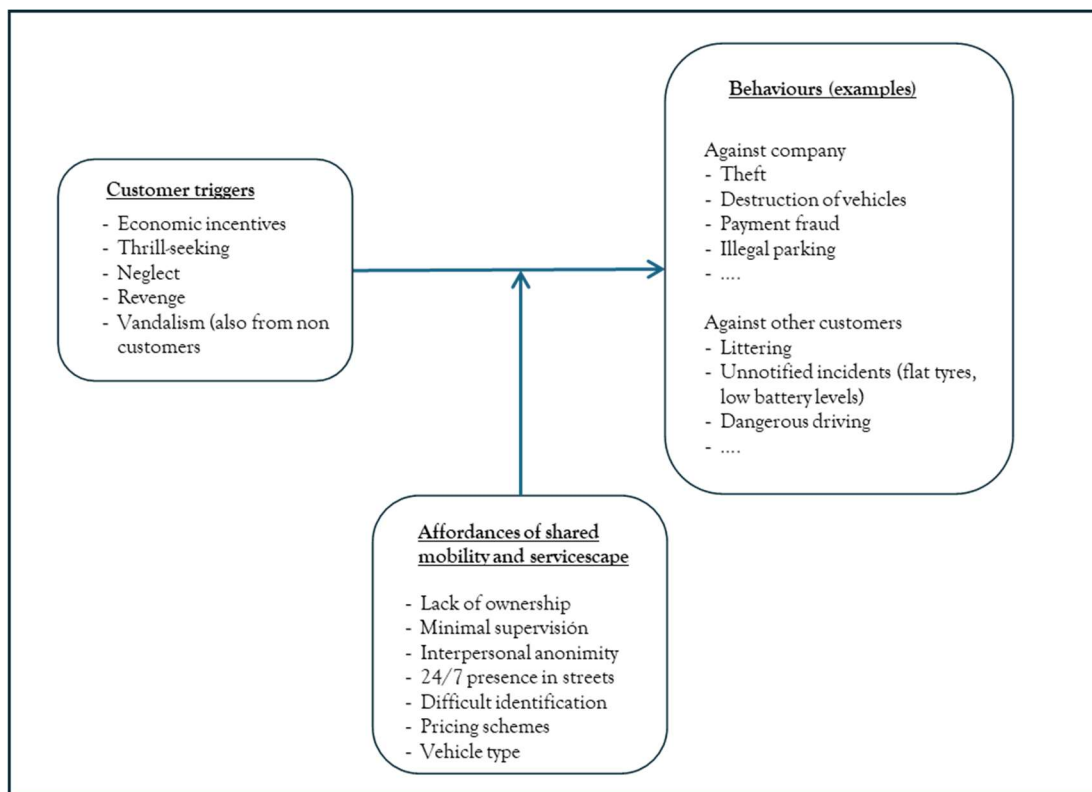 Customer triggers
- Economic incentives
- Thrill-seeking
- Neglect
- Revenge
- Vandalism (also from non
customers
Behaviours (examples)
Against company
- Theft
- Destruction of vehicles
- Payment fraud
- Illegal parking
- ....
Against other customers
- Littering
- Unnotified incidents (flat tyres,
low battery levels)
- Dangerous driving
- ....
Affordances of shared
mobility and servicescape
- Lack of ownership
- Minimal supervisión
- Interpersonal anonimity
- 24/7 presence in streets
- Difficult identification
- Pricing schemes
- Vehicle type